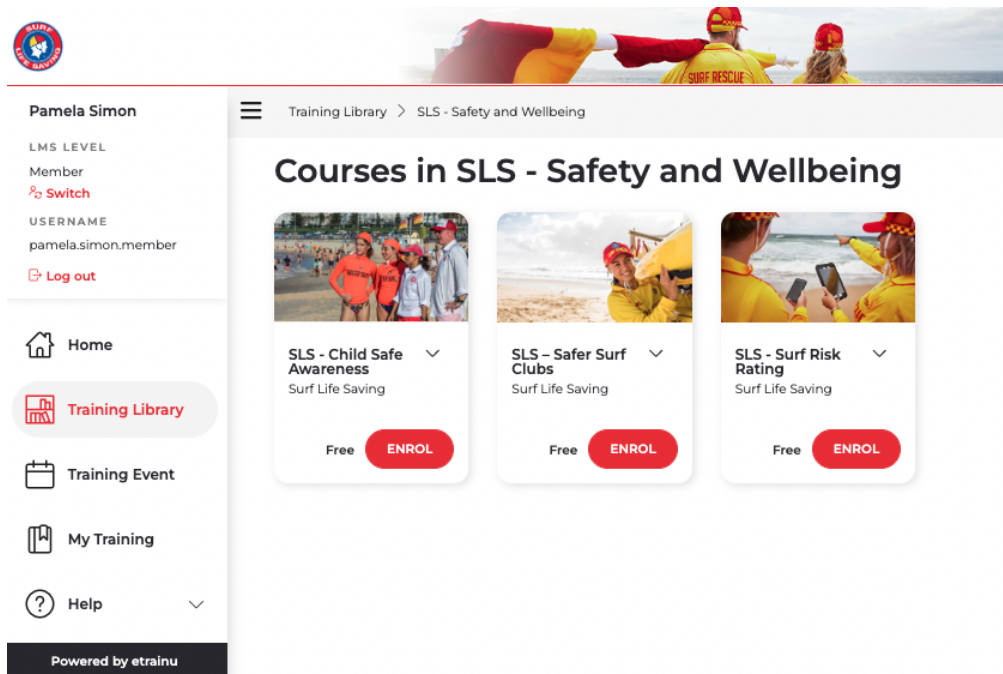 SURF
LIFE SAVING
SURF RESCUE
Pamela Simon
LMS LEVEL
Member
Switch
USERNAME
pamela.simon.member
Log out
Home
Training Library
Training Event
My Training
? Help
Powered by etrainu
Training Library > SLS - Safety and Wellbeing
Courses in SLS - Safety and Wellbeing
SLS - Child Safe
Awareness
Surf Life Saving
Free ENROL
SLS – Safer Surf
Clubs
Surf Life Saving
Free ENROL
SLS - Surf Risk
Rating
Surf Life Saving
Free ENROL